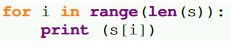 for i in range(len(s)):
    print (s[i])